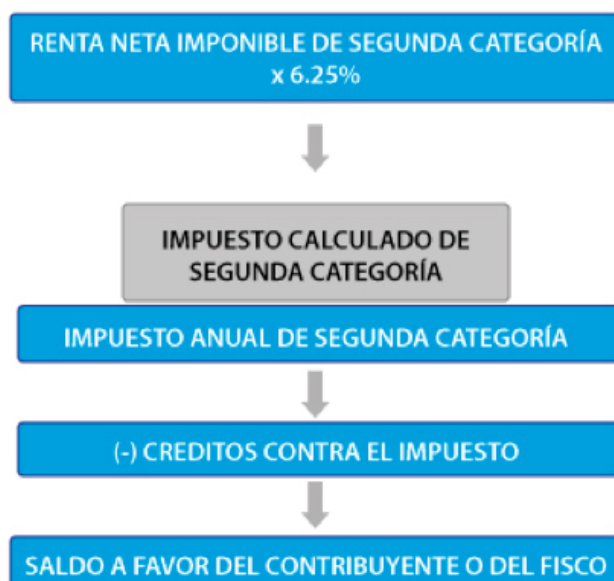 RENTA NETA IMPONIBLE DE SEGUNDA CATEGORÍA
x 6.25%
IMPUESTO CALCULADO DE
SEGUNDA CATEGORÍA
IMPUESTO ANUAL DE SEGUNDA CATEGORÍA
(-) CREDITOS CONTRA EL IMPUESTO
SALDO A FAVOR DEL CONTRIBUYENTE O DEL FISCO